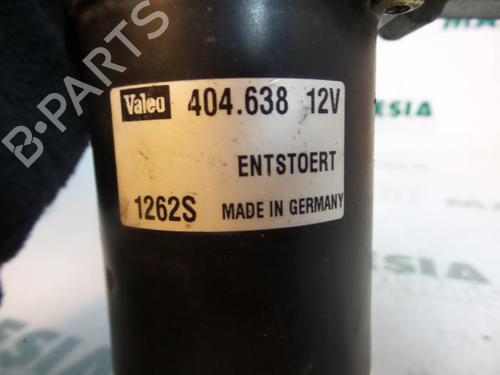 Valeo 404.638 12V
ENTSTOERT
1262S MADE IN GERMANY
B-PARTS